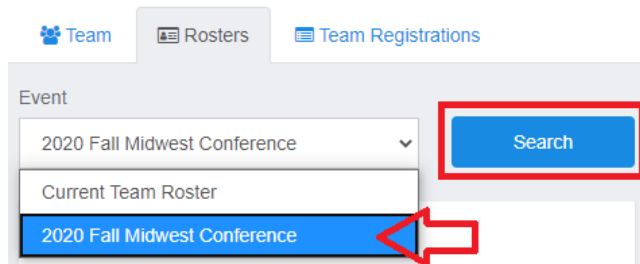 Team Rosters Team Registrations
Event
2020 Fall Midwest Conference Search
Current Team Roster
2020 Fall Midwest Conference